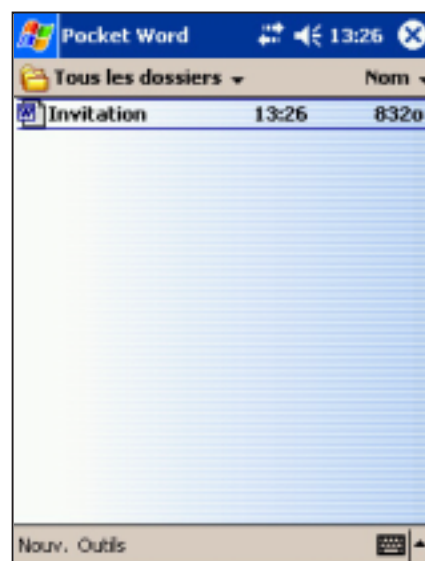 Pocket Word 13:26
Tous les dossiers Nom
Invitation 13:26 832o
Nouv. Outils